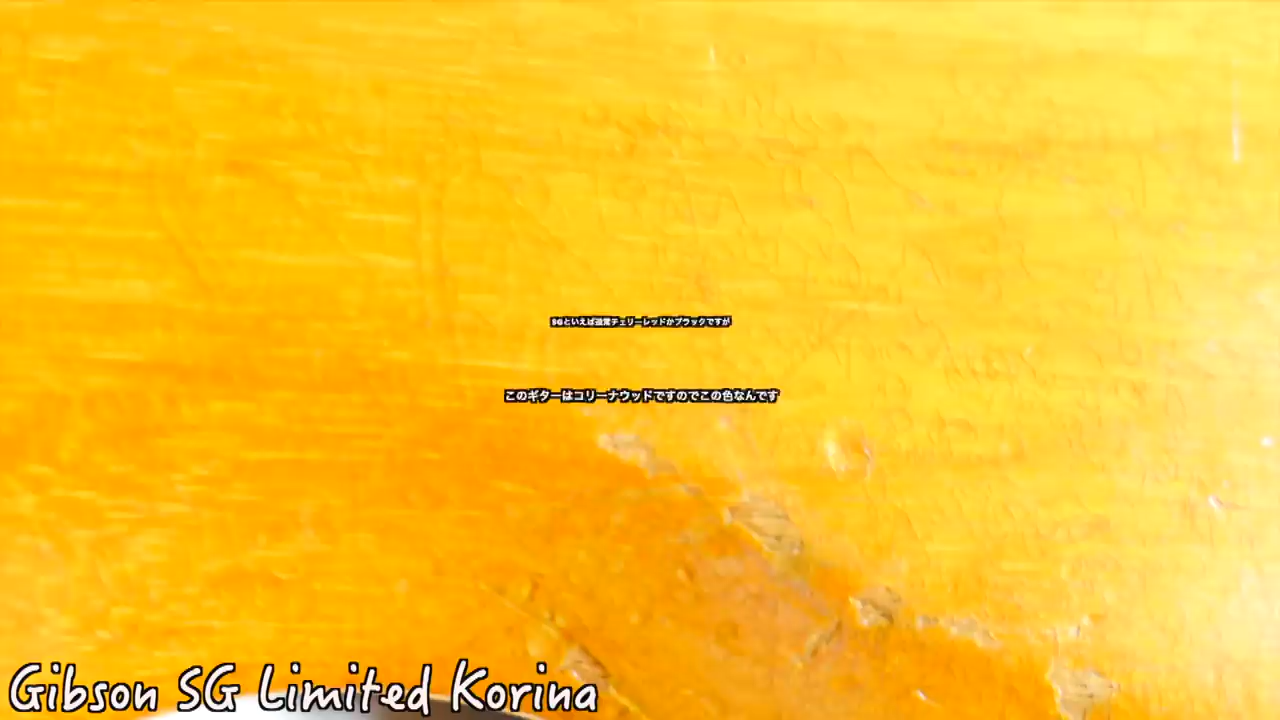 SGといえば通常チェリーレッドかブラックですが
このギターはコリーナウッドですのでこの色なんです
Gibson SG Limited Korina